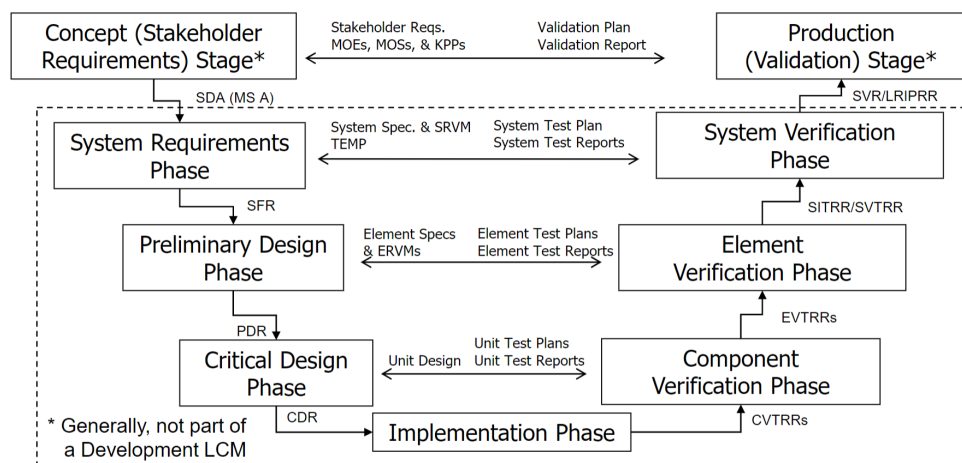 Concept (Stakeholder
Requirements) Stage*
Stakeholder Reqs.
MOEs, MOSs, & KPPs
Validation Plan
Validation Report
Production
(Validation) Stage*
SDA (MS A)
SVR/LRIPRR
System Requirements
Phase
System Spec. & SRVM
TEMP
System Test Plan
System Test Reports
System Verification
Phase
SFR
SITRR/SVTRR
Preliminary Design
Phase
Element Specs
& ERVMs
Element Test Plans
Element Test Reports
Element
Verification Phase
PDR
EVTRRs
Critical Design
Phase
Unit Design
Unit Test Plans
Unit Test Reports
Component
Verification Phase
CDR
CVTRRs
Implementation Phase
* Generally, not part of
a Development LCM